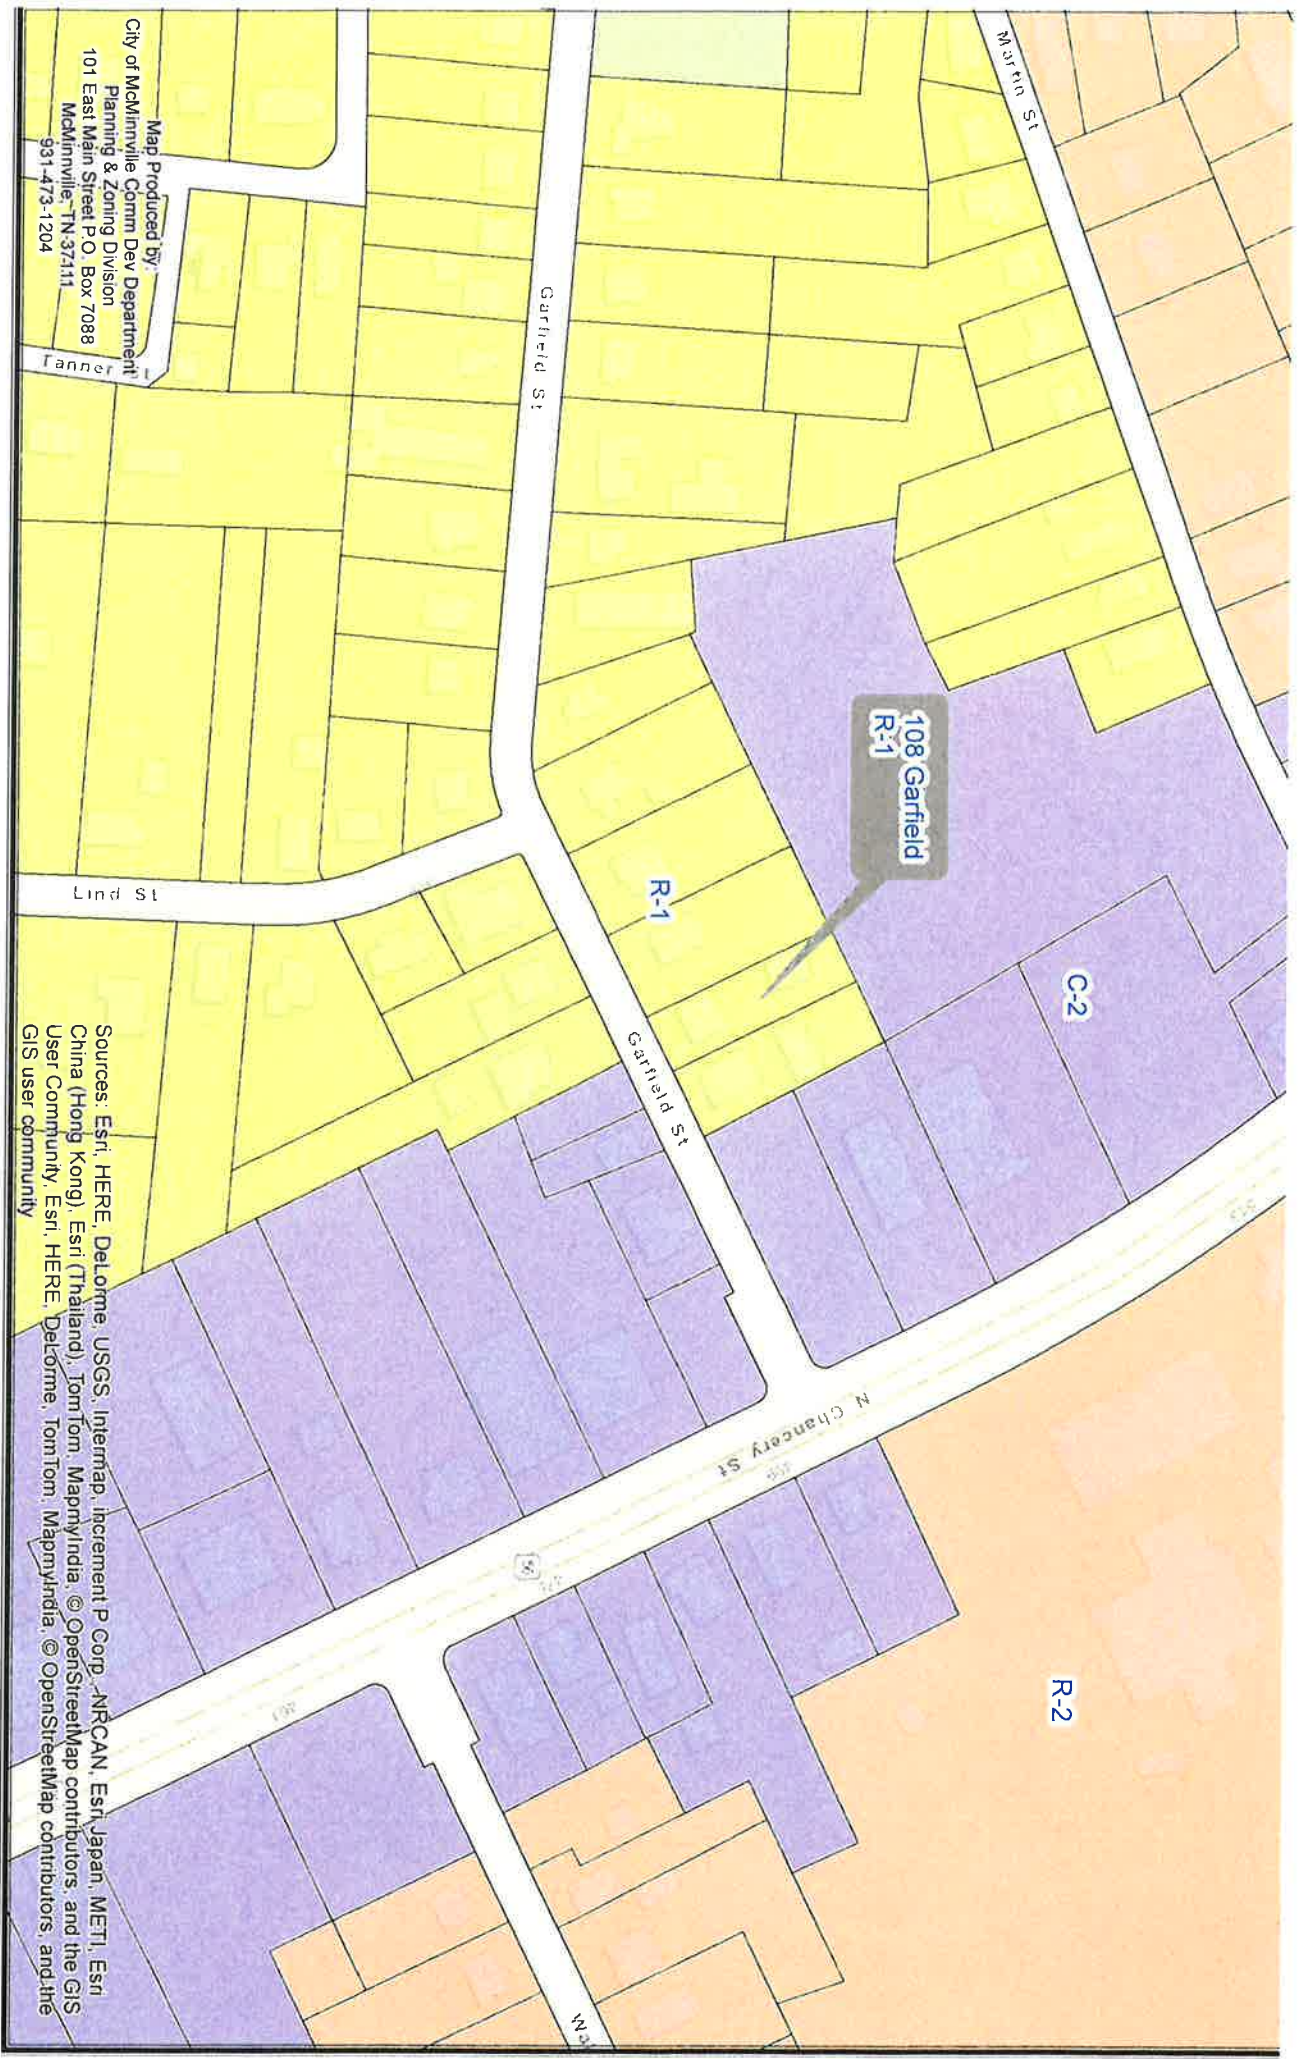 Martin St
108 Garfield
R-1
C-2
R-1
Garfield St
Garfield St
R-2
N Chancery St
56
Lind St
Tanner
Map Produced by:
City of McMinnville Comm Dev Department
Planning & Zoning Division
101 East Main Street P.O. Box 7088
McMinnville, TN 37111
931-473-1204
Sources: Esri, HERE, DeLorme, USGS, Intermap, increment P Corp., NRCAN, Esri Japan, METI, Esri
China (Hong Kong), Esri (Thailand), TomTom, MapmyIndia, © OpenStreetMap contributors, and the GIS
User Community, Esri, HERE, DeLorme, TomTom, MapmyIndia, © OpenStreetMap contributors, and the
GIS user community